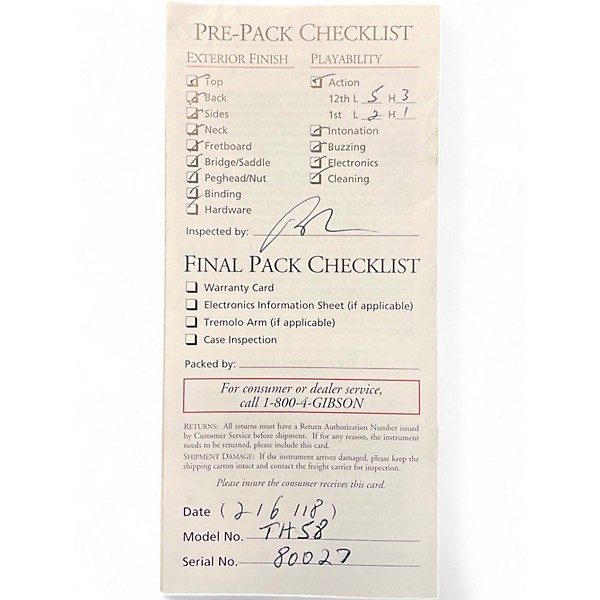 PRE-PACK CHECKLIST
EXTERIOR FINISH PLAYABILITY
Top Action
Back 12th L 5 H 3
Sides 1st L 2 H 1
Neck Intonation
Fretboard Buzzing
Bridge/Saddle Electronics
Peghead/Nut Cleaning
Binding
Hardware
Inspected by:
FINAL PACK CHECKLIST
Warranty Card
Electronics Information Sheet (if applicable)
Tremolo Arm (if applicable)
Case Inspection
Packed by:
For consumer or dealer service,
call 1-800-4-GIBSON
RETURNS: All returns must have a Return Authorization Number issued
by Customer Service before shipment. If for any reason, the instrument
needs to be returned, please include this card.
SHIPMENT DAMAGE: If the instrument arrives damaged, please keep the
shipping carton intact and contact the freight carrier for inspection.
Please insure the consumer receives this card.
Date (2 16 118)
Model No. TH58
Serial No. 80027